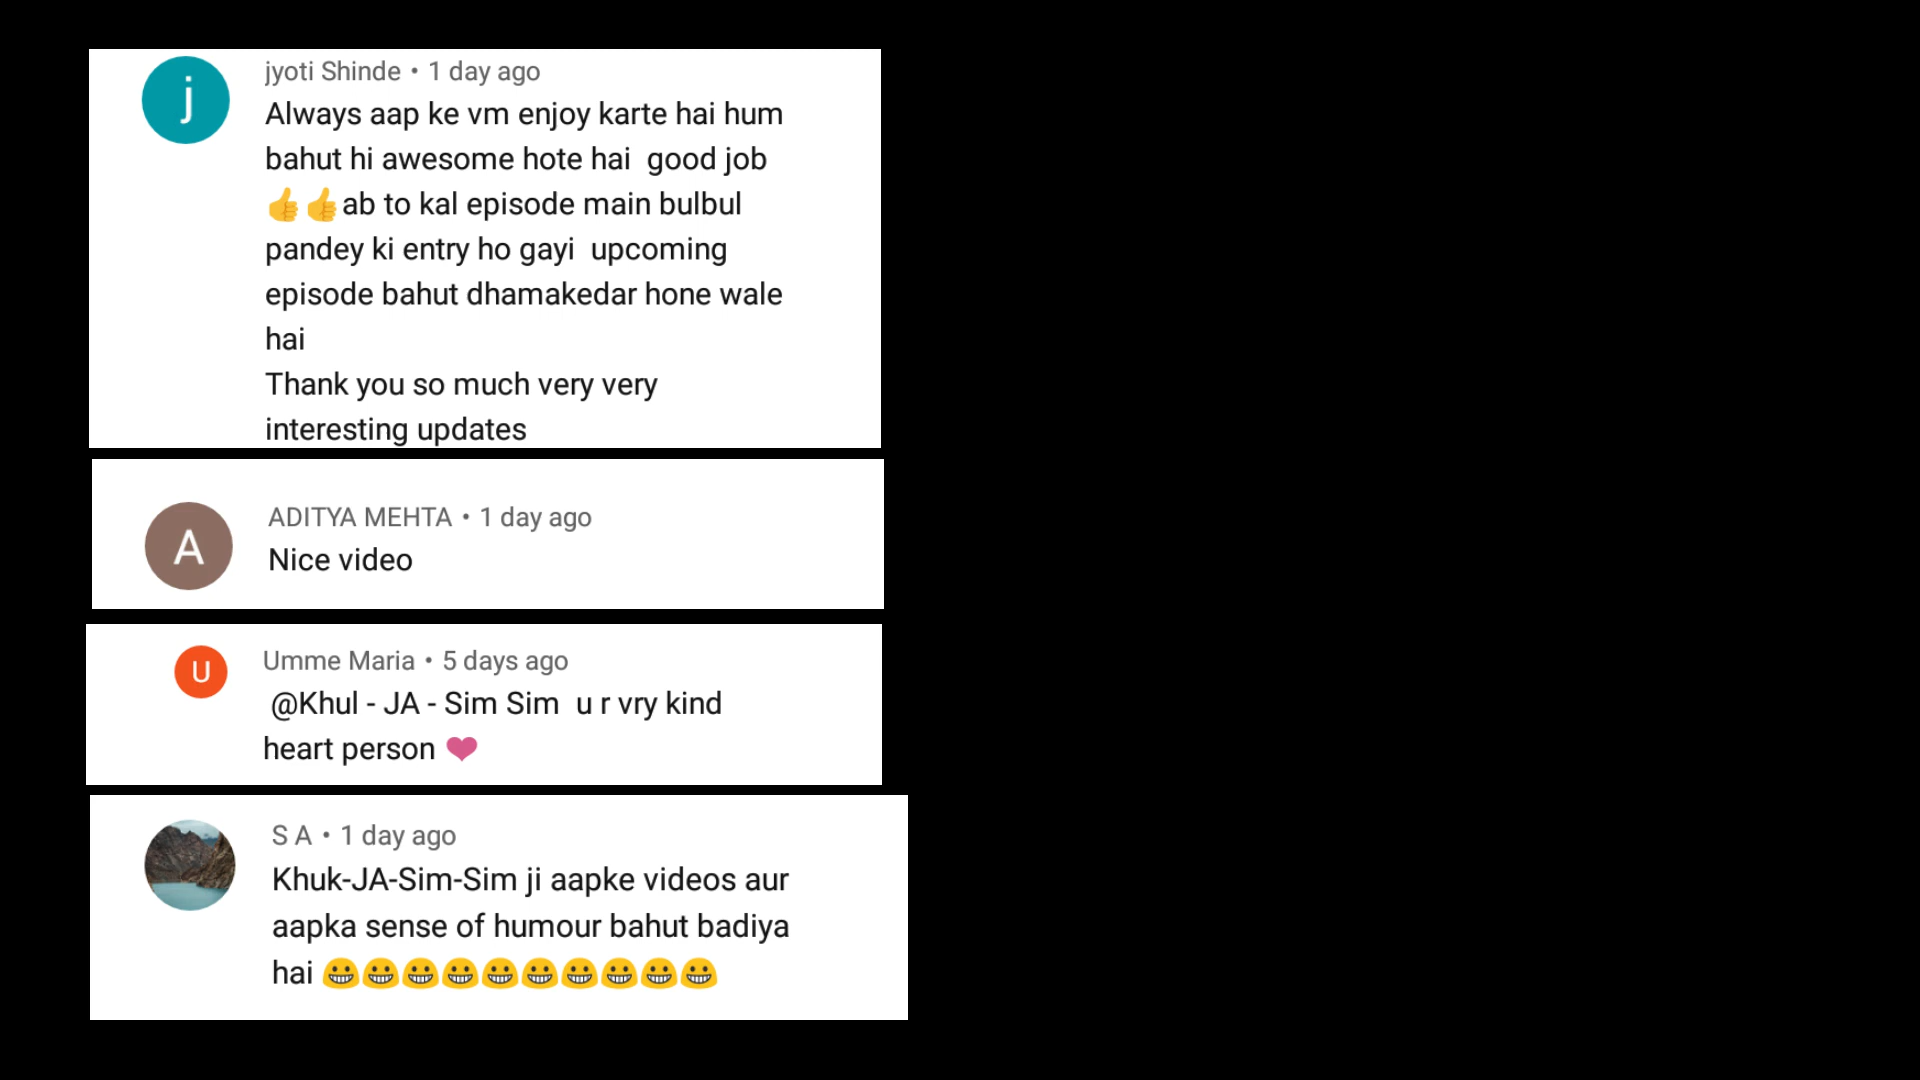 j
jyoti Shinde • 1 day ago
Always aap ke vm enjoy karte hai hum
bahut hi awesome hote hai  good job
👍👍ab to kal episode main bulbul
pandey ki entry ho gayi  upcoming
episode bahut dhamakedar hone wale
hai
Thank you so much very very
interesting updates
A
ADITYA MEHTA • 1 day ago
Nice video
U
Umme Maria • 5 days ago
@Khul - JA - Sim Sim  u r vry kind
heart person ❤
S A • 1 day ago
Khuk-JA-Sim-Sim ji aapke videos aur
aapka sense of humour bahut badiya
hai 😀😀😀😀😀😀😀😀😀😀